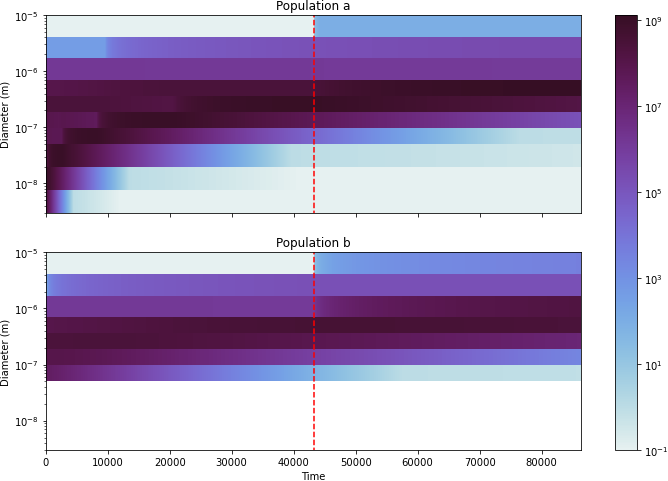 Population a
10⁻⁵
10⁻⁶
10⁻⁷
10⁻⁸
Diameter (m)
Population b
10⁻⁵
10⁻⁶
10⁻⁷
10⁻⁸
Diameter (m)
0 10000 20000 30000 40000 50000 60000 70000 80000
Time
10⁹
10⁷
10⁵
10³
10¹
10⁻¹